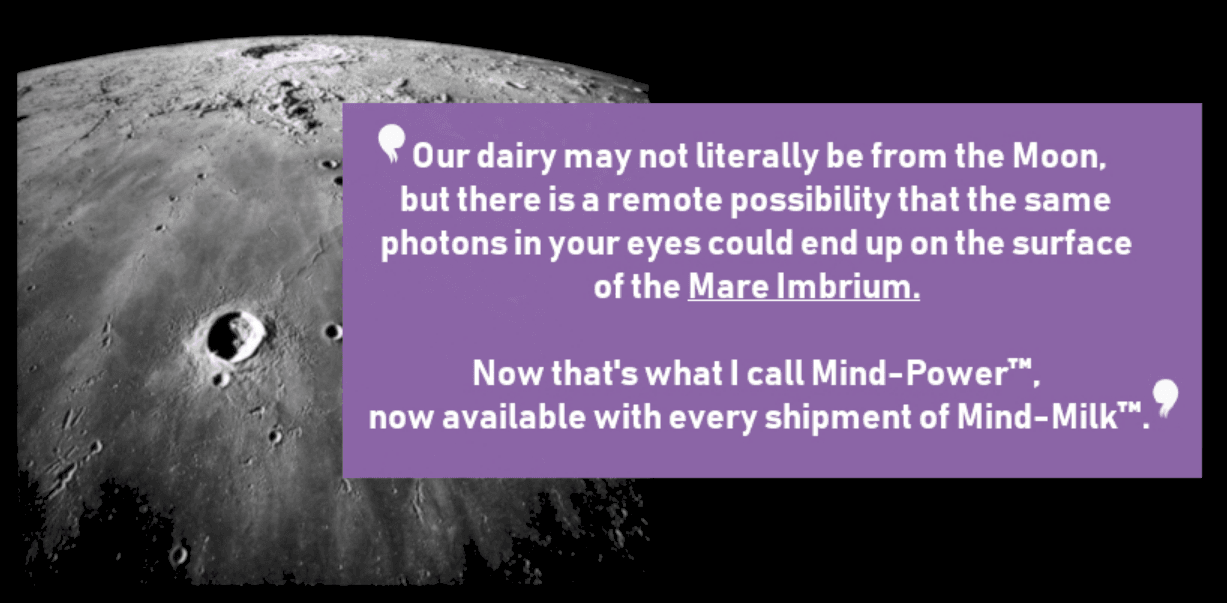 ❛Our dairy may not literally be from the Moon,
but there is a remote possibility that the same
photons in your eyes could end up on the surface
of the Mare Imbrium.
Now that's what I call Mind-Power™,
now available with every shipment of Mind-Milk™.❜